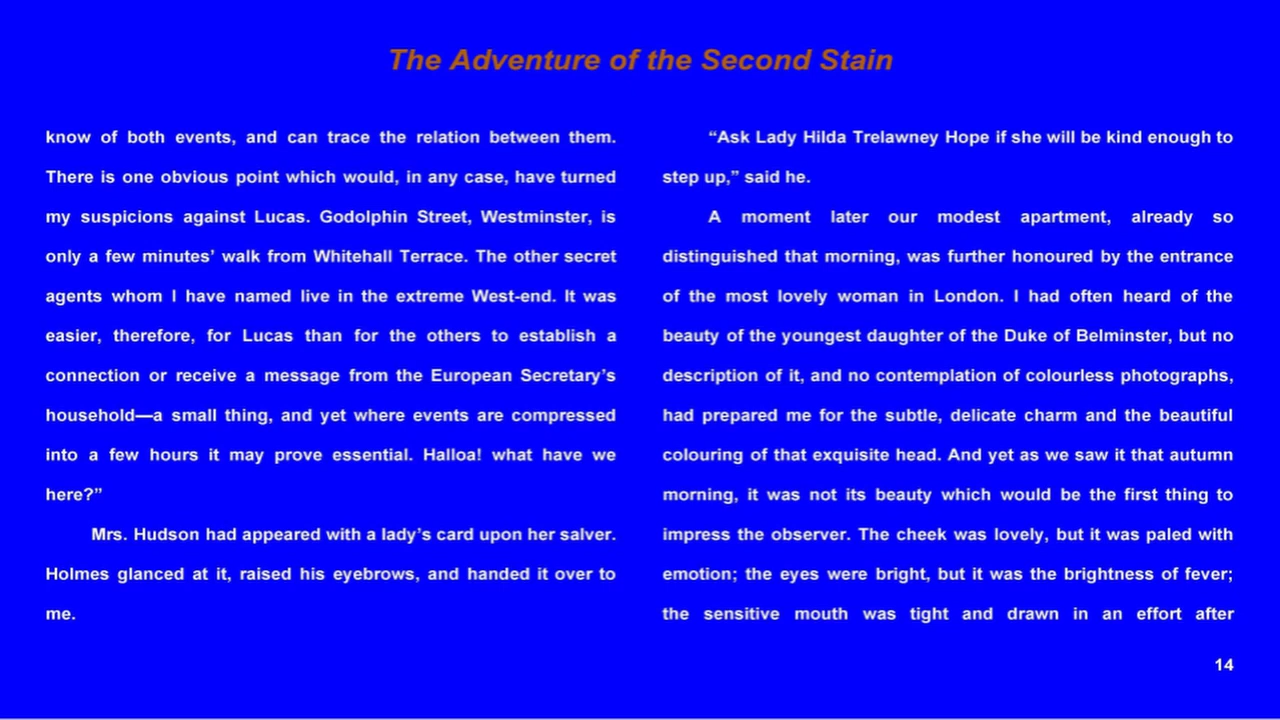 The Adventure of the Second Stain
know of both events, and can trace the relation between them.
There is one obvious point which would, in any case, have turned
my suspicions against Lucas. Godolphin Street, Westminster, is
only a few minutes’ walk from Whitehall Terrace. The other secret
agents whom I have named live in the extreme West-end. It was
easier, therefore, for Lucas than for the others to establish a
connection or receive a message from the European Secretary’s
household—a small thing, and yet where events are compressed
into a few hours it may prove essential. Halloa! what have we
here?”
Mrs. Hudson had appeared with a lady’s card upon her salver.
Holmes glanced at it, raised his eyebrows, and handed it over to
me.
“Ask Lady Hilda Trelawney Hope if she will be kind enough to
step up,” said he.
A moment later our modest apartment, already so
distinguished that morning, was further honoured by the entrance
of the most lovely woman in London. I had often heard of the
beauty of the youngest daughter of the Duke of Belminster, but no
description of it, and no contemplation of colourless photographs,
had prepared me for the subtle, delicate charm and the beautiful
colouring of that exquisite head. And yet as we saw it that autumn
morning, it was not its beauty which would be the first thing to
impress the observer. The cheek was lovely, but it was paled with
emotion; the eyes were bright, but it was the brightness of fever;
the sensitive mouth was tight and drawn in an effort after
14